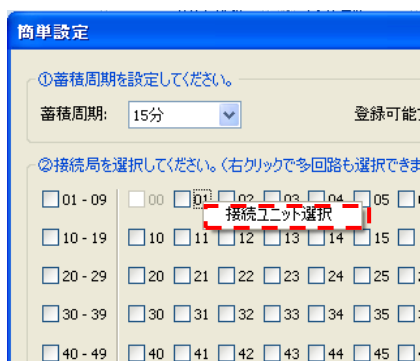 簡単設定
①蓄積周期を設定してください。
蓄積周期: 15分 登録可能
②接続局を選択してください。（右クリックで多回路も選択できま
01 - 09 00 01 02 03 04 05
接続ユニット選択
10 - 19 10 11 12 13 14 15
20 - 29 20 21 22 23 24 25
30 - 39 30 31 32 33 34 35
40 - 49 40 41 42 43 44 45